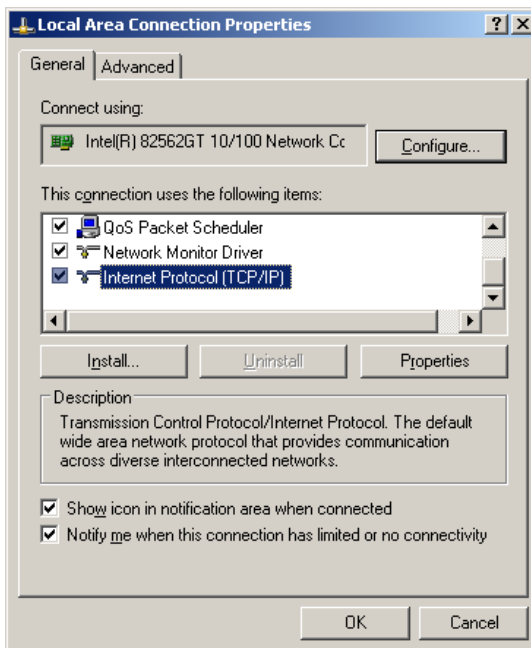 Local Area Connection Properties
General
Advanced
Connect using:
Intel(R) 82562GT 10/100 Network Cc
Configure...
This connection uses the following items:
QoS Packet Scheduler
Network Monitor Driver
Internet Protocol (TCP/IP)
Install...
Uninstall
Properties
Description
Transmission Control Protocol/Internet Protocol. The default
wide area network protocol that provides communication
across diverse interconnected networks.
Show icon in notification area when connected
Notify me when this connection has limited or no connectivity
OK
Cancel